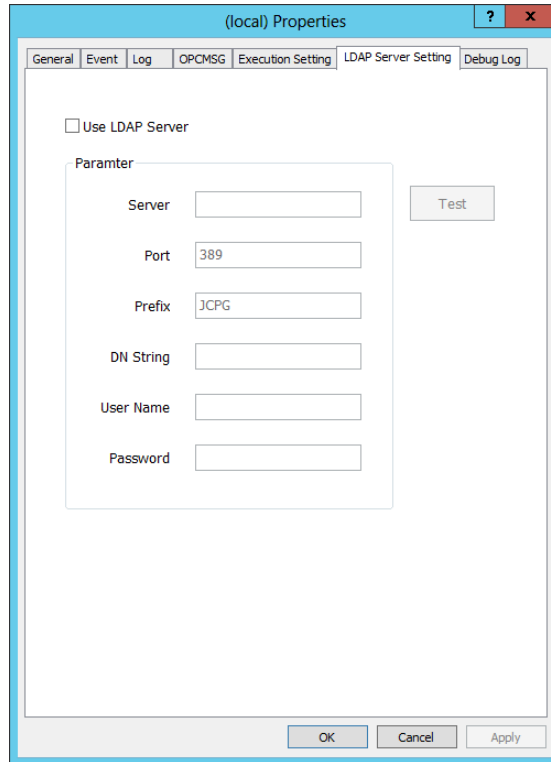 (local) Properties
? x
General Event Log OPCMSG Execution Setting LDAP Server Setting Debug Log
Use LDAP Server
Paramter
Server Test
Port 389
Prefix JCPG
DN String
User Name
Password
OK Cancel Apply